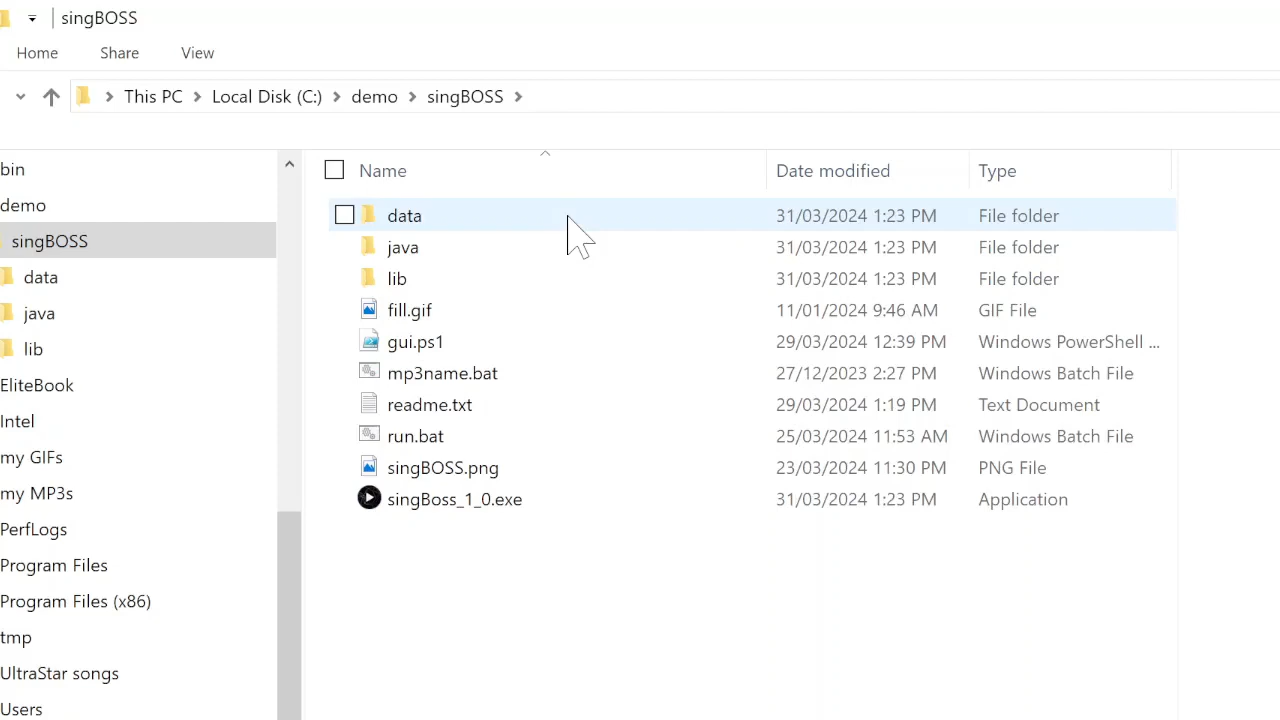 singBOSS
Home Share View
This PC Local Disk (C:) demo singBOSS
Name Date modified Type
data 31/03/2024 1:23 PM File folder
java 31/03/2024 1:23 PM File folder
lib 31/03/2024 1:23 PM File folder
fill.gif 11/01/2024 9:46 AM GIF File
gui.ps1 29/03/2024 12:39 PM Windows PowerShell ...
mp3name.bat 27/12/2023 2:27 PM Windows Batch File
readme.txt 29/03/2024 1:19 PM Text Document
run.bat 25/03/2024 11:53 AM Windows Batch File
singBOSS.png 23/03/2024 11:30 PM PNG File
singBoss_1_0.exe 31/03/2024 1:23 PM Application
bin
demo
singBOSS
data
java
lib
EliteBook
Intel
my GIFs
my MP3s
PerfLogs
Program Files
Program Files (x86)
tmp
UltraStar songs
Users